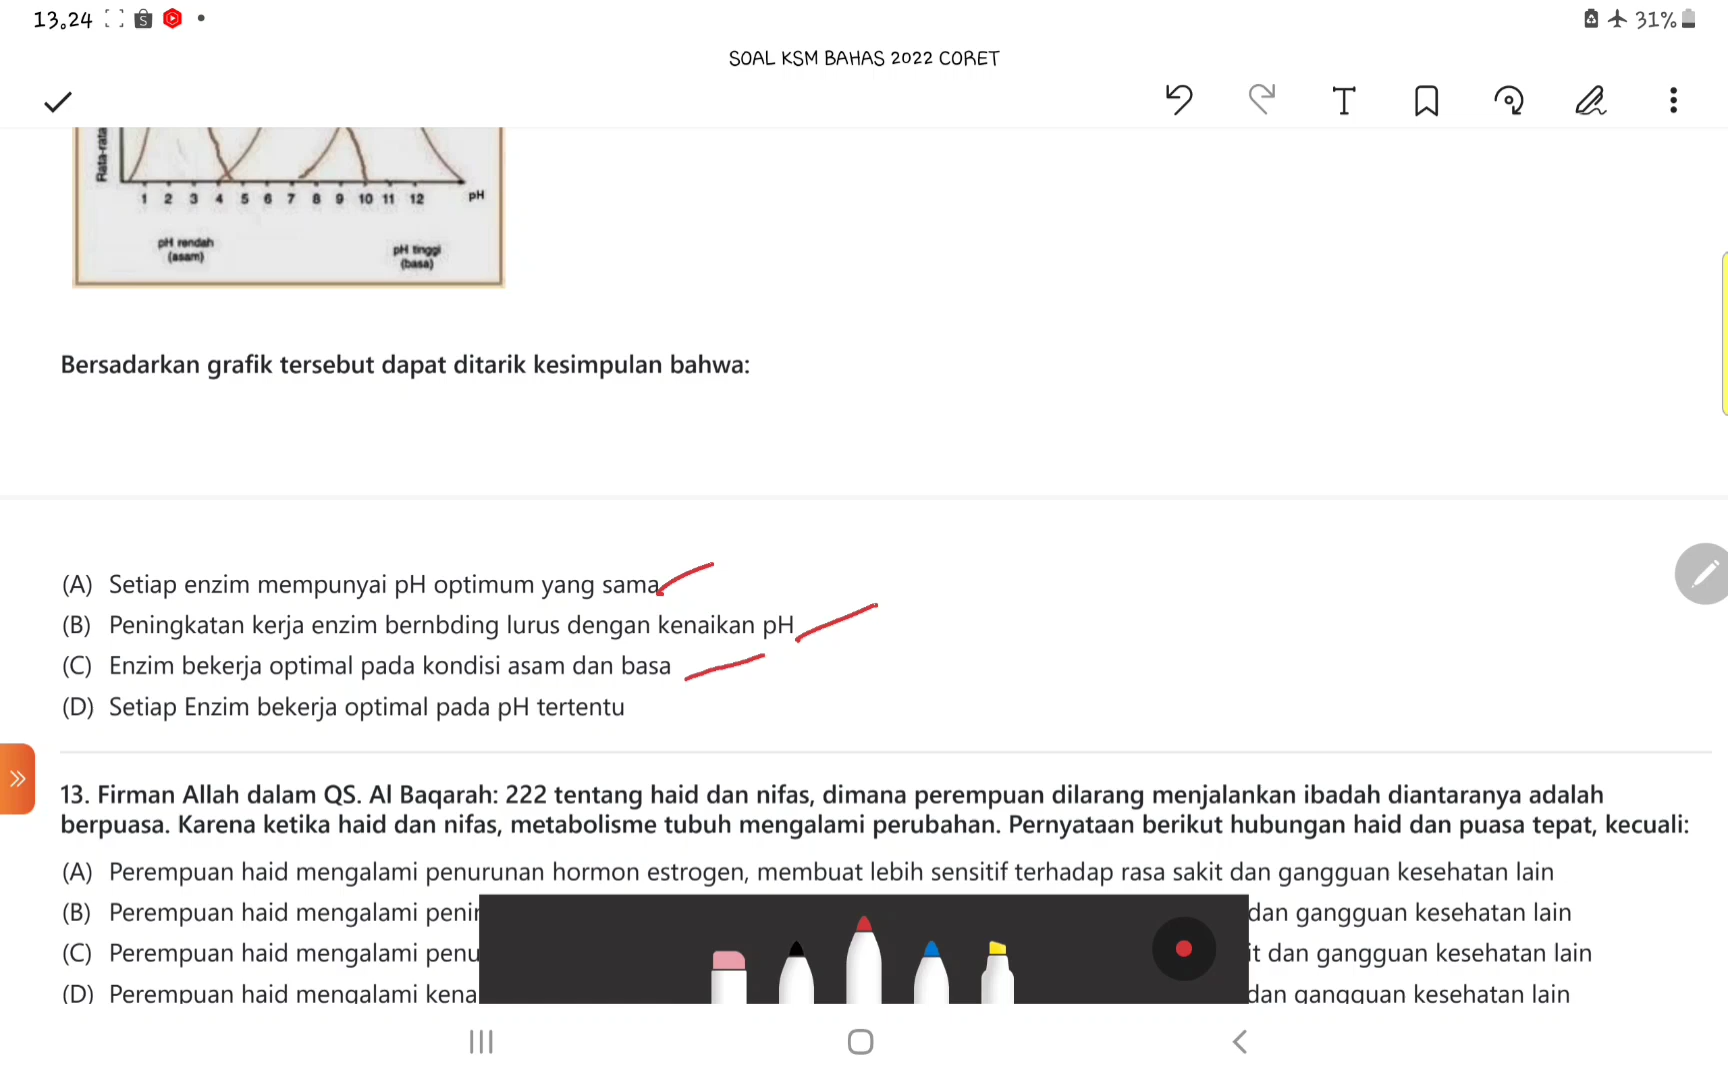 13.24
31%
SOAL KSM BAHAS 2022 CORET
Rata-rata
1 2 3 4 5 6 7 8 9 10 11 12 pH
pH rendah
(asam)
pH tinggi
(basa)
Bersadarkan grafik tersebut dapat ditarik kesimpulan bahwa:
(A) Setiap enzim mempunyai pH optimum yang sama
(B) Peningkatan kerja enzim bernbding lurus dengan kenaikan pH
(C) Enzim bekerja optimal pada kondisi asam dan basa
(D) Setiap Enzim bekerja optimal pada pH tertentu
13. Firman Allah dalam QS. Al Baqarah: 222 tentang haid dan nifas, dimana perempuan dilarang menjalankan ibadah diantaranya adalah
berpuasa. Karena ketika haid dan nifas, metabolisme tubuh mengalami perubahan. Pernyataan berikut hubungan haid dan puasa tepat, kecuali:
(A) Perempuan haid mengalami penurunan hormon estrogen, membuat lebih sensitif terhadap rasa sakit dan gangguan kesehatan lain
(B) Perempuan haid mengalami dan gangguan kesehatan lain
(C) Perempuan haid mengalami dan gangguan kesehatan lain
(D) Perempuan haid mengalami dan gangguan kesehatan lain